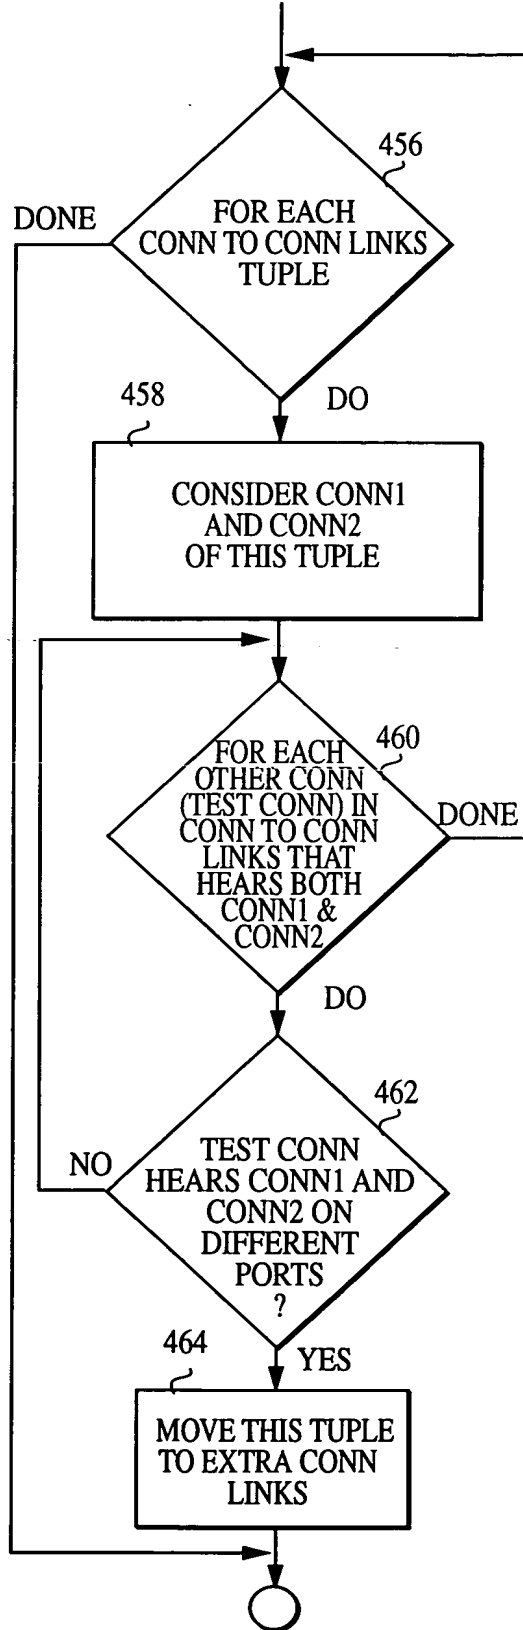 456
DONE
FOR EACH
CONN TO CONN LINKS
TUPLE
DO
458
CONSIDER CONN1
AND CONN2
OF THIS TUPLE
460
FOR EACH
OTHER CONN
(TEST CONN) IN
CONN TO CONN
LINKS THAT
HEARS BOTH
CONN1 &
CONN2
DONE
DO
462
TEST CONN
HEARS CONN1 AND
CONN2 ON
DIFFERENT
PORTS
?
NO
YES
464
MOVE THIS TUPLE
TO EXTRA CONN
LINKS